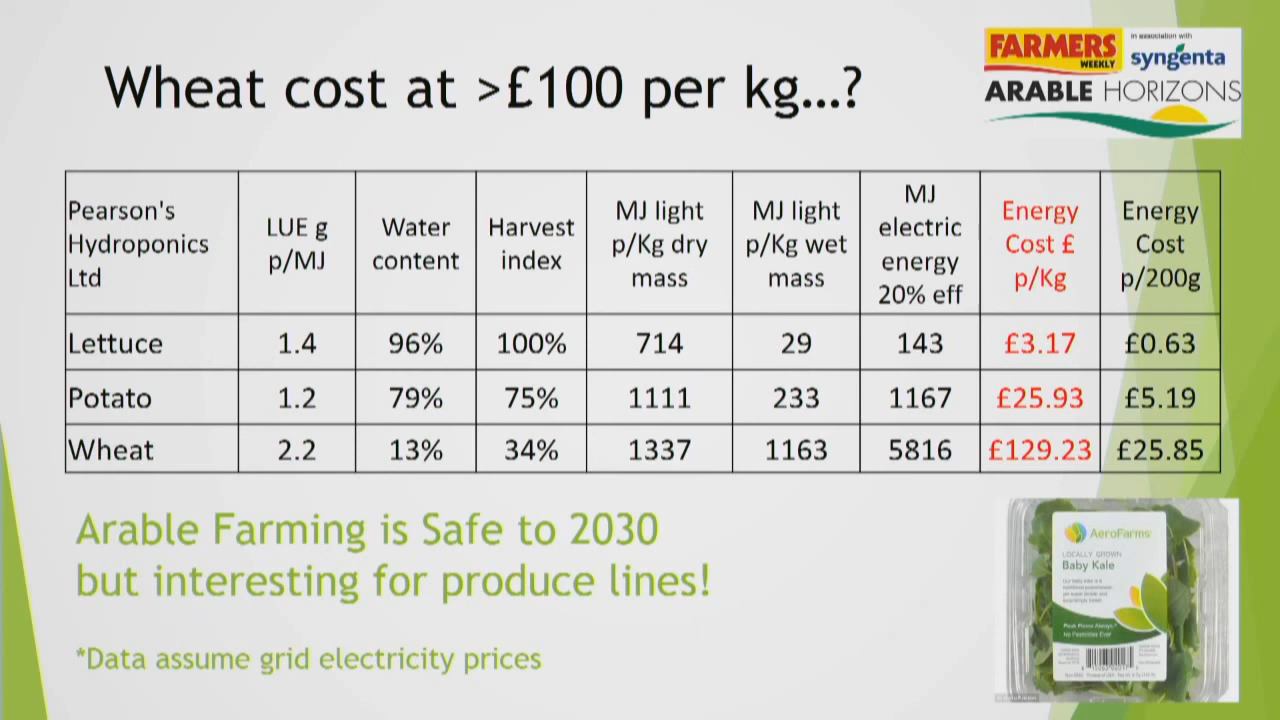 Wheat cost at >£100 per kg...?
FARMERS
WEEKLY
in association with
syngenta
ARABLE HORIZONS
Pearson's
Hydroponics
Ltd
LUE g
p/MJ
Water
content
Harvest
index
MJ light
p/Kg dry
mass
MJ light
p/Kg wet
mass
MJ
electric
energy
20% eff
Energy
Cost £
p/Kg
Energy
Cost
p/200g
Lettuce 1.4 96% 100% 714 29 143 £3.17 £0.63
Potato 1.2 79% 75% 1111 233 1167 £25.93 £5.19
Wheat 2.2 13% 34% 1337 1163 5816 £129.23 £25.85
Arable Farming is Safe to 2030
but interesting for produce lines!
*Data assume grid electricity prices
AeroFarms
LOCALLY GROWN
Baby Kale
No Pesticides Ever